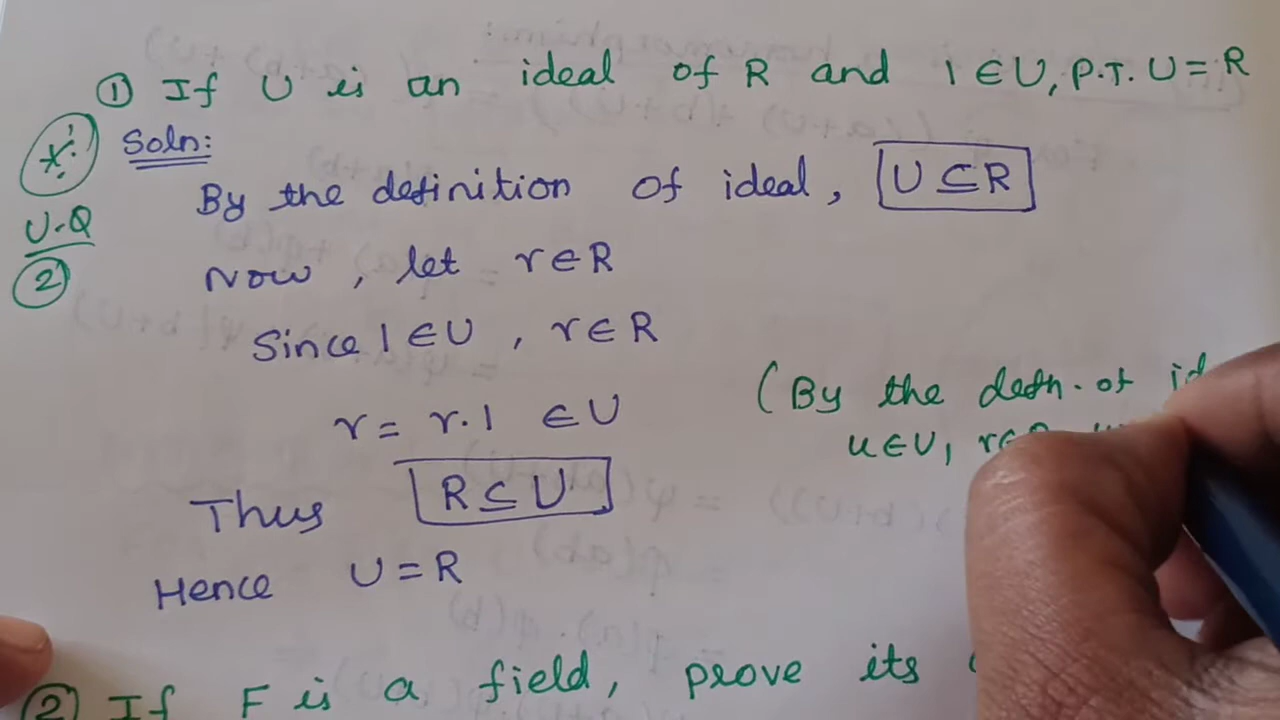 ① If U is an ideal of R and 1 ∈ U, P.T. U = R
Soln:
By the definition of ideal, U ⊆ R
U.Q
②
Now, let r ∈ R
Since 1 ∈ U, r ∈ R
r = r.1 ∈ U
(By the defn. of
u ∈ U,
Thus R ⊆ U
Hence U = R
② If F is a field, prove its